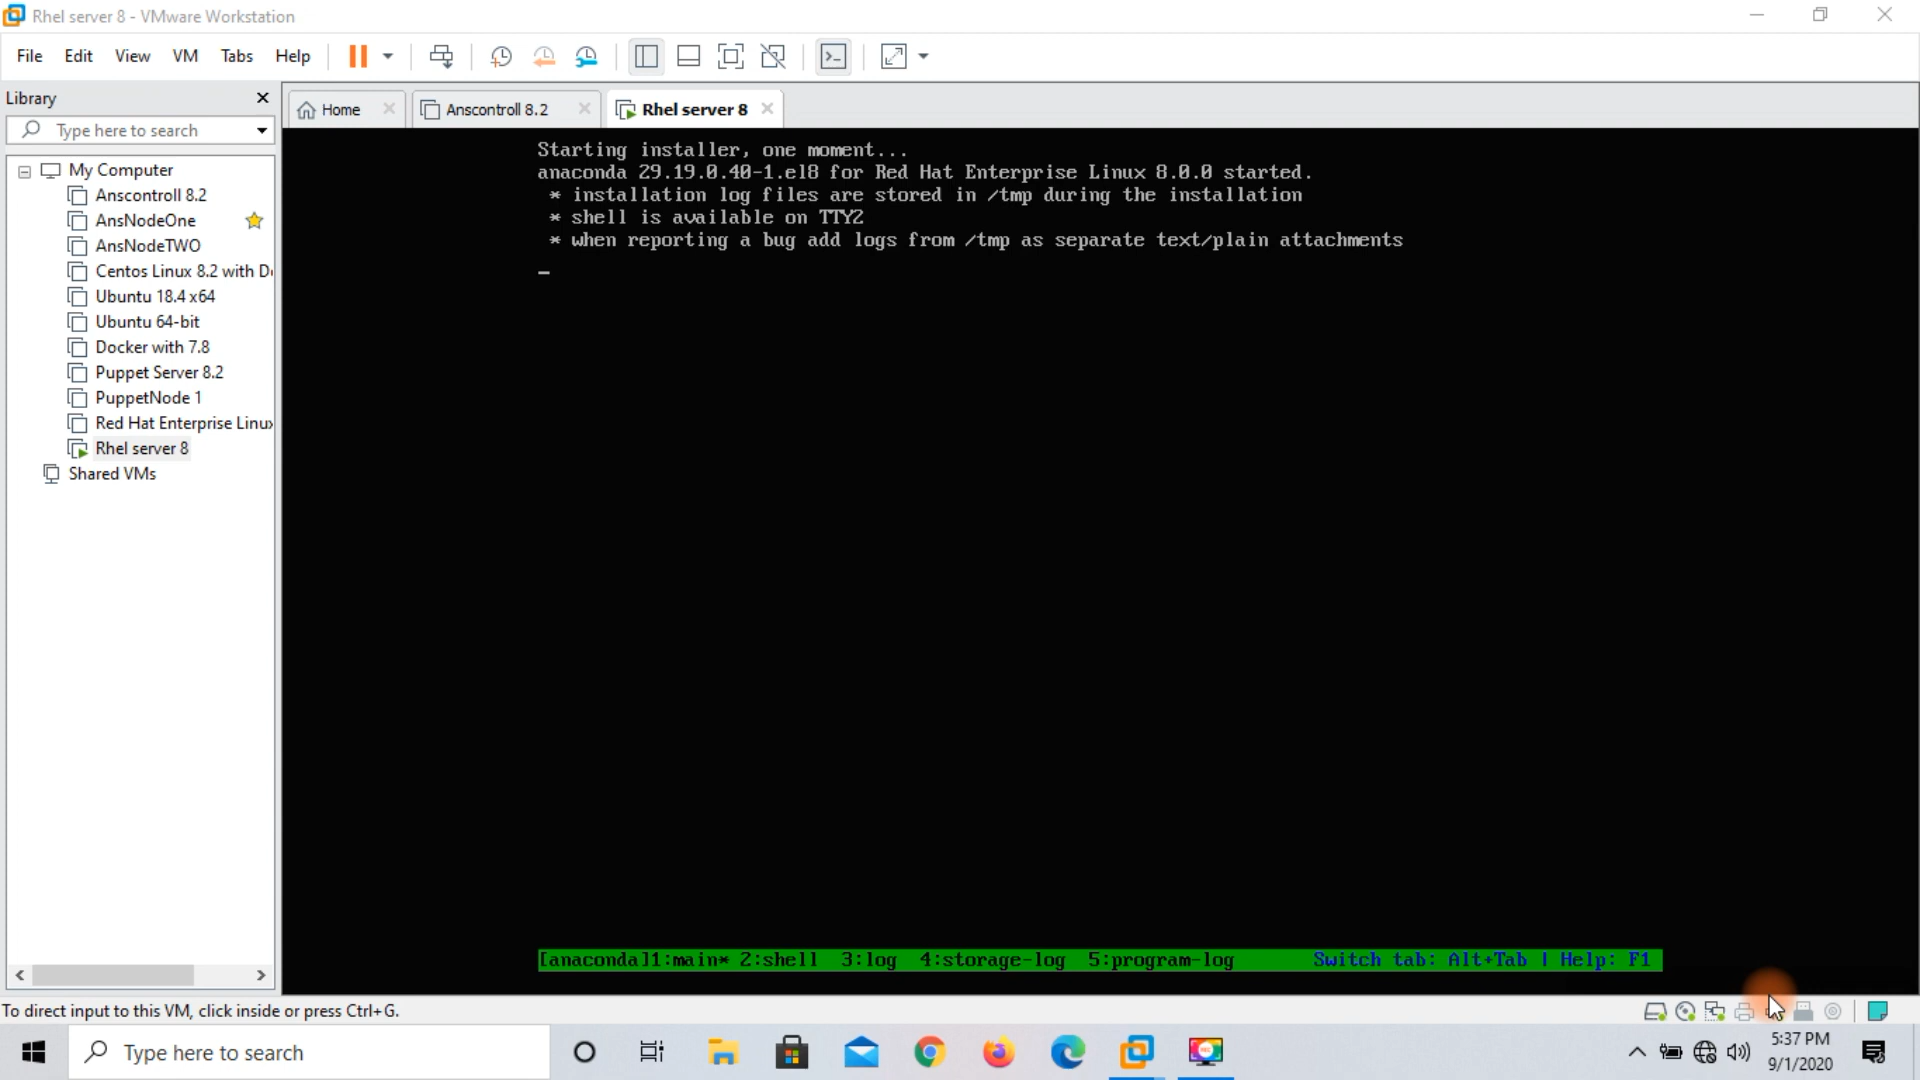 Rhel server 8 - VMware Workstation
File Edit View VM Tabs Help
Library
Type here to search
My Computer
Anscontroll 8.2
AnsNodeOne
AnsNodeTWO
Centos Linux 8.2 with D
Ubuntu 18.4 x64
Ubuntu 64-bit
Docker with 7.8
Puppet Server 8.2
PuppetNode 1
Red Hat Enterprise Linux
Rhel server 8
Shared VMs
Home
Anscontroll 8.2
Rhel server 8
Starting installer, one moment...
anaconda 29.19.0.40-1.el8 for Red Hat Enterprise Linux 8.0.0 started.
* installation log files are stored in /tmp during the installation
* shell is available on TTY2
* when reporting a bug add logs from /tmp as separate text/plain attachments
[anaconda]1:main* 2:shell 3:log 4:storage-log 5:program-log Switch tab: Alt+Tab | Help: F1
To direct input to this VM, click inside or press Ctrl+G.
Type here to search
5:37 PM
9/1/2020